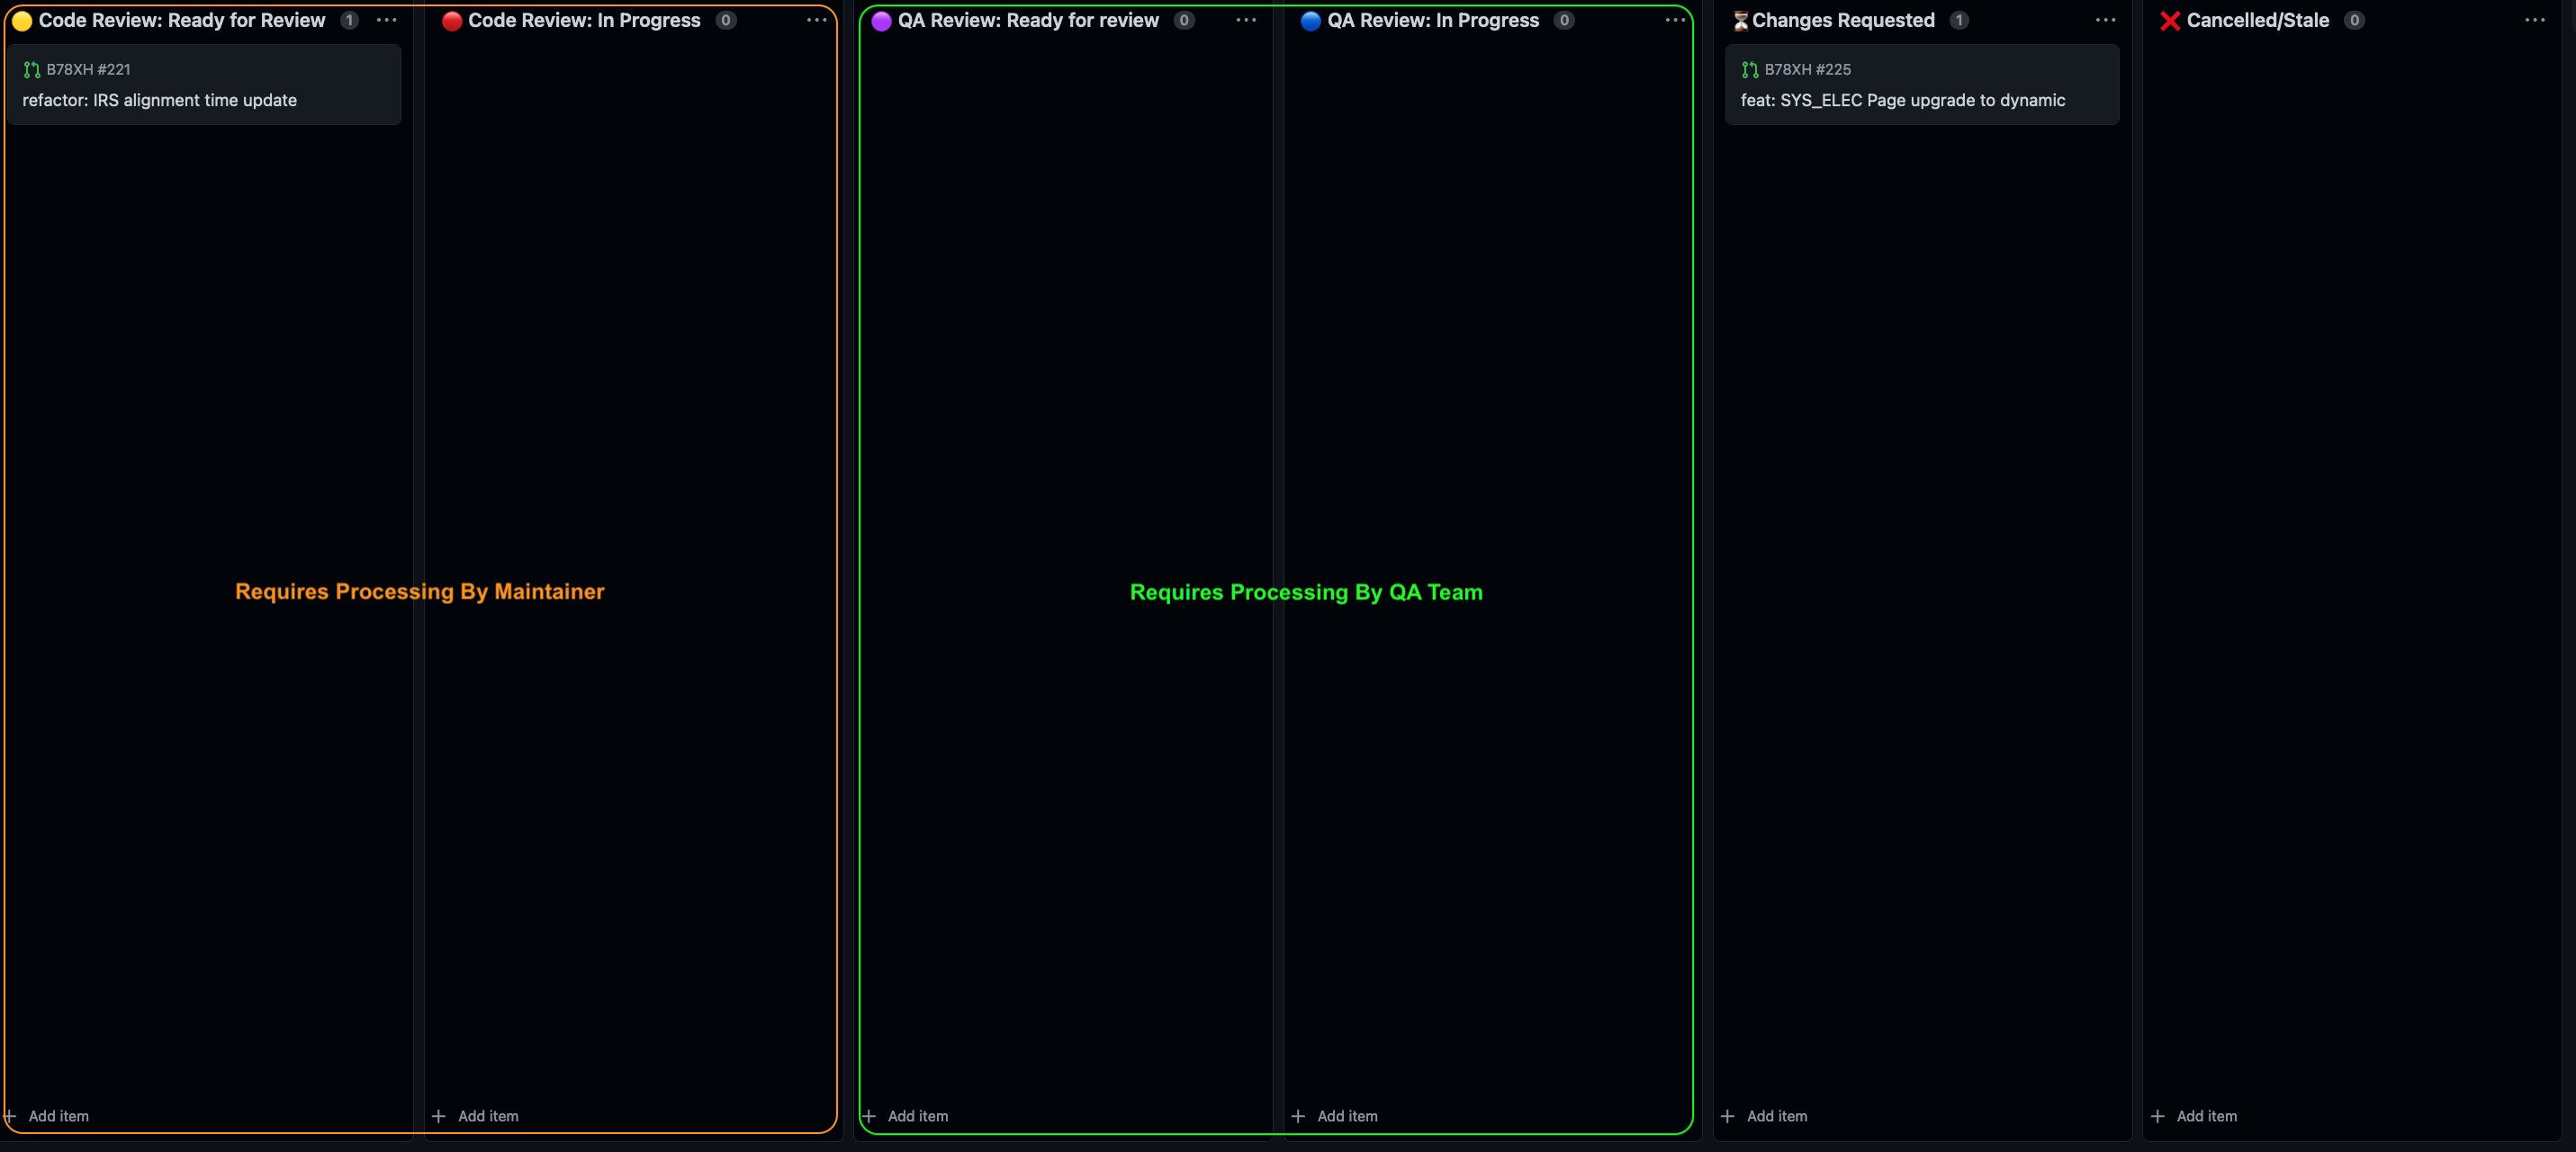 🟡 Code Review: Ready for Review 1 ...
B78XH #221
refactor: IRS alignment time update
Add item
🔴 Code Review: In Progress 0 ...
Add item
Requires Processing By Maintainer
🟣 QA Review: Ready for review 0 ...
Add item
🔵 QA Review: In Progress 0 ...
Add item
Requires Processing By QA Team
⏳Changes Requested 1 ...
B78XH #225
feat: SYS_ELEC Page upgrade to dynamic
Add item
❌ Cancelled/Stale 0 ...
Add item